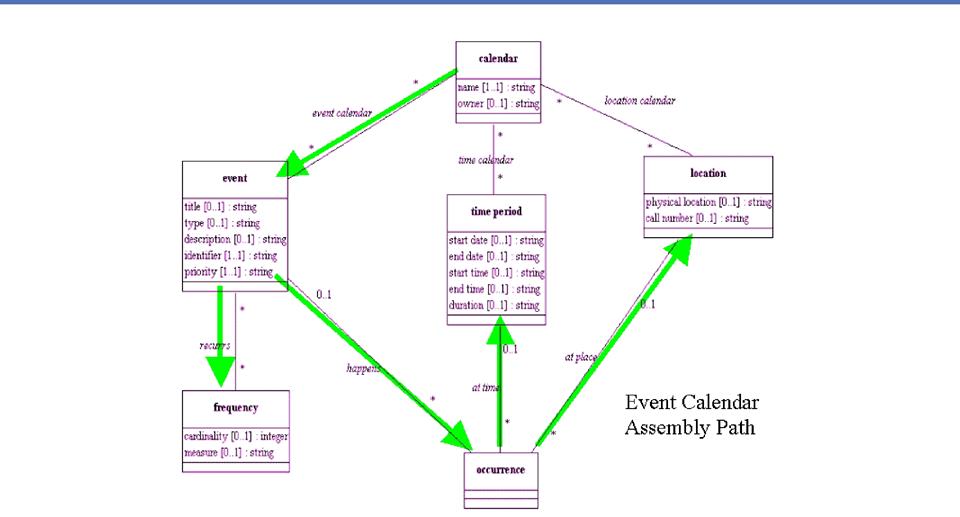 calendar
name [1..1] : string
owner [0..1] : string
*
event calendar
*
*
location calendar
*
*
time calendar
*
event
title [0..1] : string
type [0..1] : string
description [0..1] : string
identifier [1..1] : string
priority [1..1] : string
time period
start date [0..1] : string
end date [0..1] : string
start time [0..1] : string
end time [0..1] : string
duration [0..1] : string
location
physical location [0..1] : string
call number [0..1] : string
0..1
*
recurrs
*
happens
*
0..1
at time
*
0..1
at place
*
frequency
cardinality [0..1] : integer
measure [0..1] : string
occurrence
Event Calendar
Assembly Path